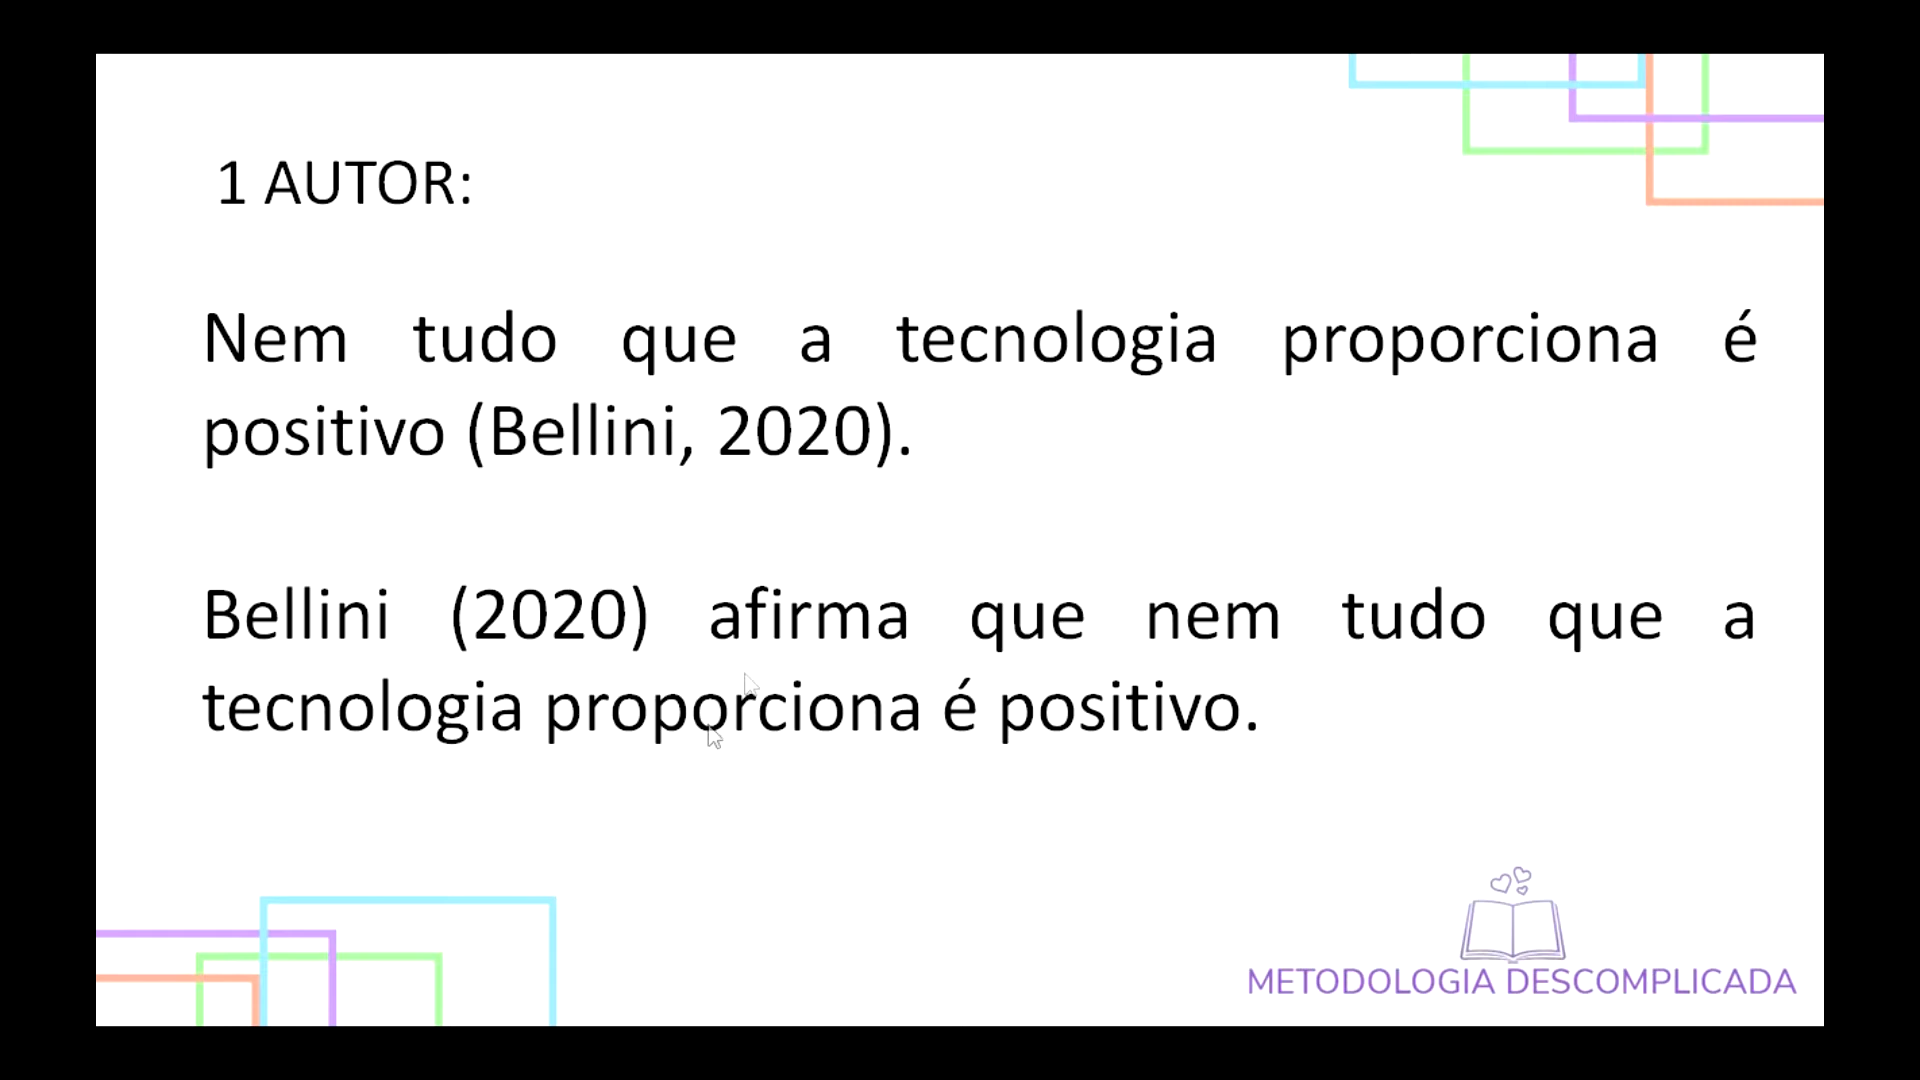 1 AUTOR:
Nem tudo que a tecnologia proporciona é
positivo (Bellini, 2020).
Bellini (2020) afirma que nem tudo que a
tecnologia proporciona é positivo.
METODOLOGIA DESCOMPLICADA